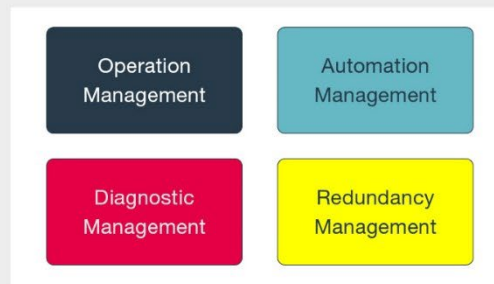 Operation
Management
Automation
Management
Diagnostic
Management
Redundancy
Management